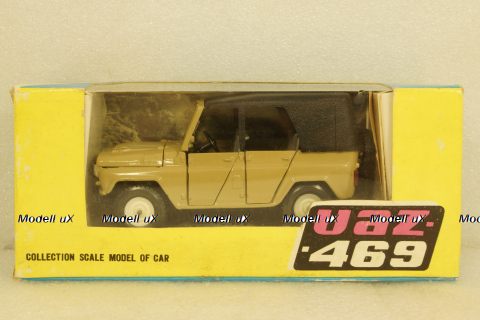 Modell uX Modell uX Modell uX Modell uX Modell uX Mod
Uaz-
·469
COLLECTION SCALE MODEL OF CAR